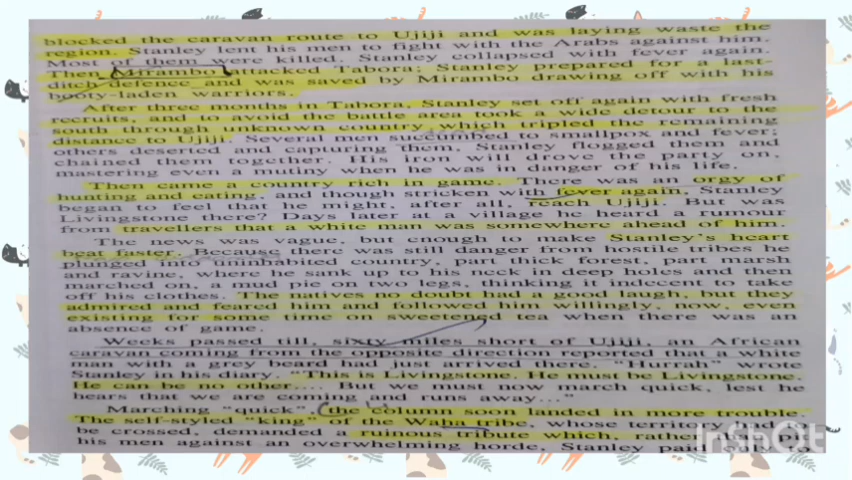 blocked the caravan route to Ujiji and was laying waste the
region. Stanley lent his men to fight with the Arabs against him.
Most of them were killed. Stanley collapsed with fever again.
Then Mirambo attacked Tabora; Stanley prepared for a last-
ditch defence and was saved by Mirambo drawing off with his
booty-laden warriors.
After three months in Tabora, Stanley set off again with fresh
recruits, and to avoid the battle area took a wide detour to the
south through unknown country which tripled the remaining
distance to Ujiji. Several men succumbed to smallpox and fever;
others deserted and capturing them, Stanley flogged them and
chained them together. His iron will drove the party on,
mastering even a mutiny when he was in danger of his life.
Then came a country rich in game. There was an orgy of
hunting and eating, and though stricken with fever again, Stanley
began to feel that he might, after all, reach Ujiji. But was
Livingstone there? Days later at a village he heard a rumour
from travellers that a white man was somewhere ahead of him.
The news was vague, but enough to make Stanley's heart
beat faster. Because there was still danger from hostile tribes he
plunged into uninhabited country, part thick forest, part marsh
and ravine, where he sank up to his neck in deep holes and then
marched on, a mud pie on two legs, thinking it indecent to take
off his clothes. The natives no doubt had a good laugh, but they
admired and feared him and followed him willingly, now, even
existing for some time on sweetened tea when there was an
absence of game.
Weeks passed till, sixty miles short of Ujiji, an African
caravan coming from the opposite direction reported that a white
man with a grey beard had just arrived there. "Hurrah" wrote
Stanley in his diary. "This is Livingstone. He must be Livingstone.
He can be no other.... But we must now march quick, lest he
hears that we are coming and runs away..."
Marching "quick", the column soon landed in more trouble.
The self-styled "king" of the Waha tribe, whose territory had to
be crossed, demanded a ruinous tribute which, rather than pit
his men against an overwhelming horde, Stanley paid only to
InShOt